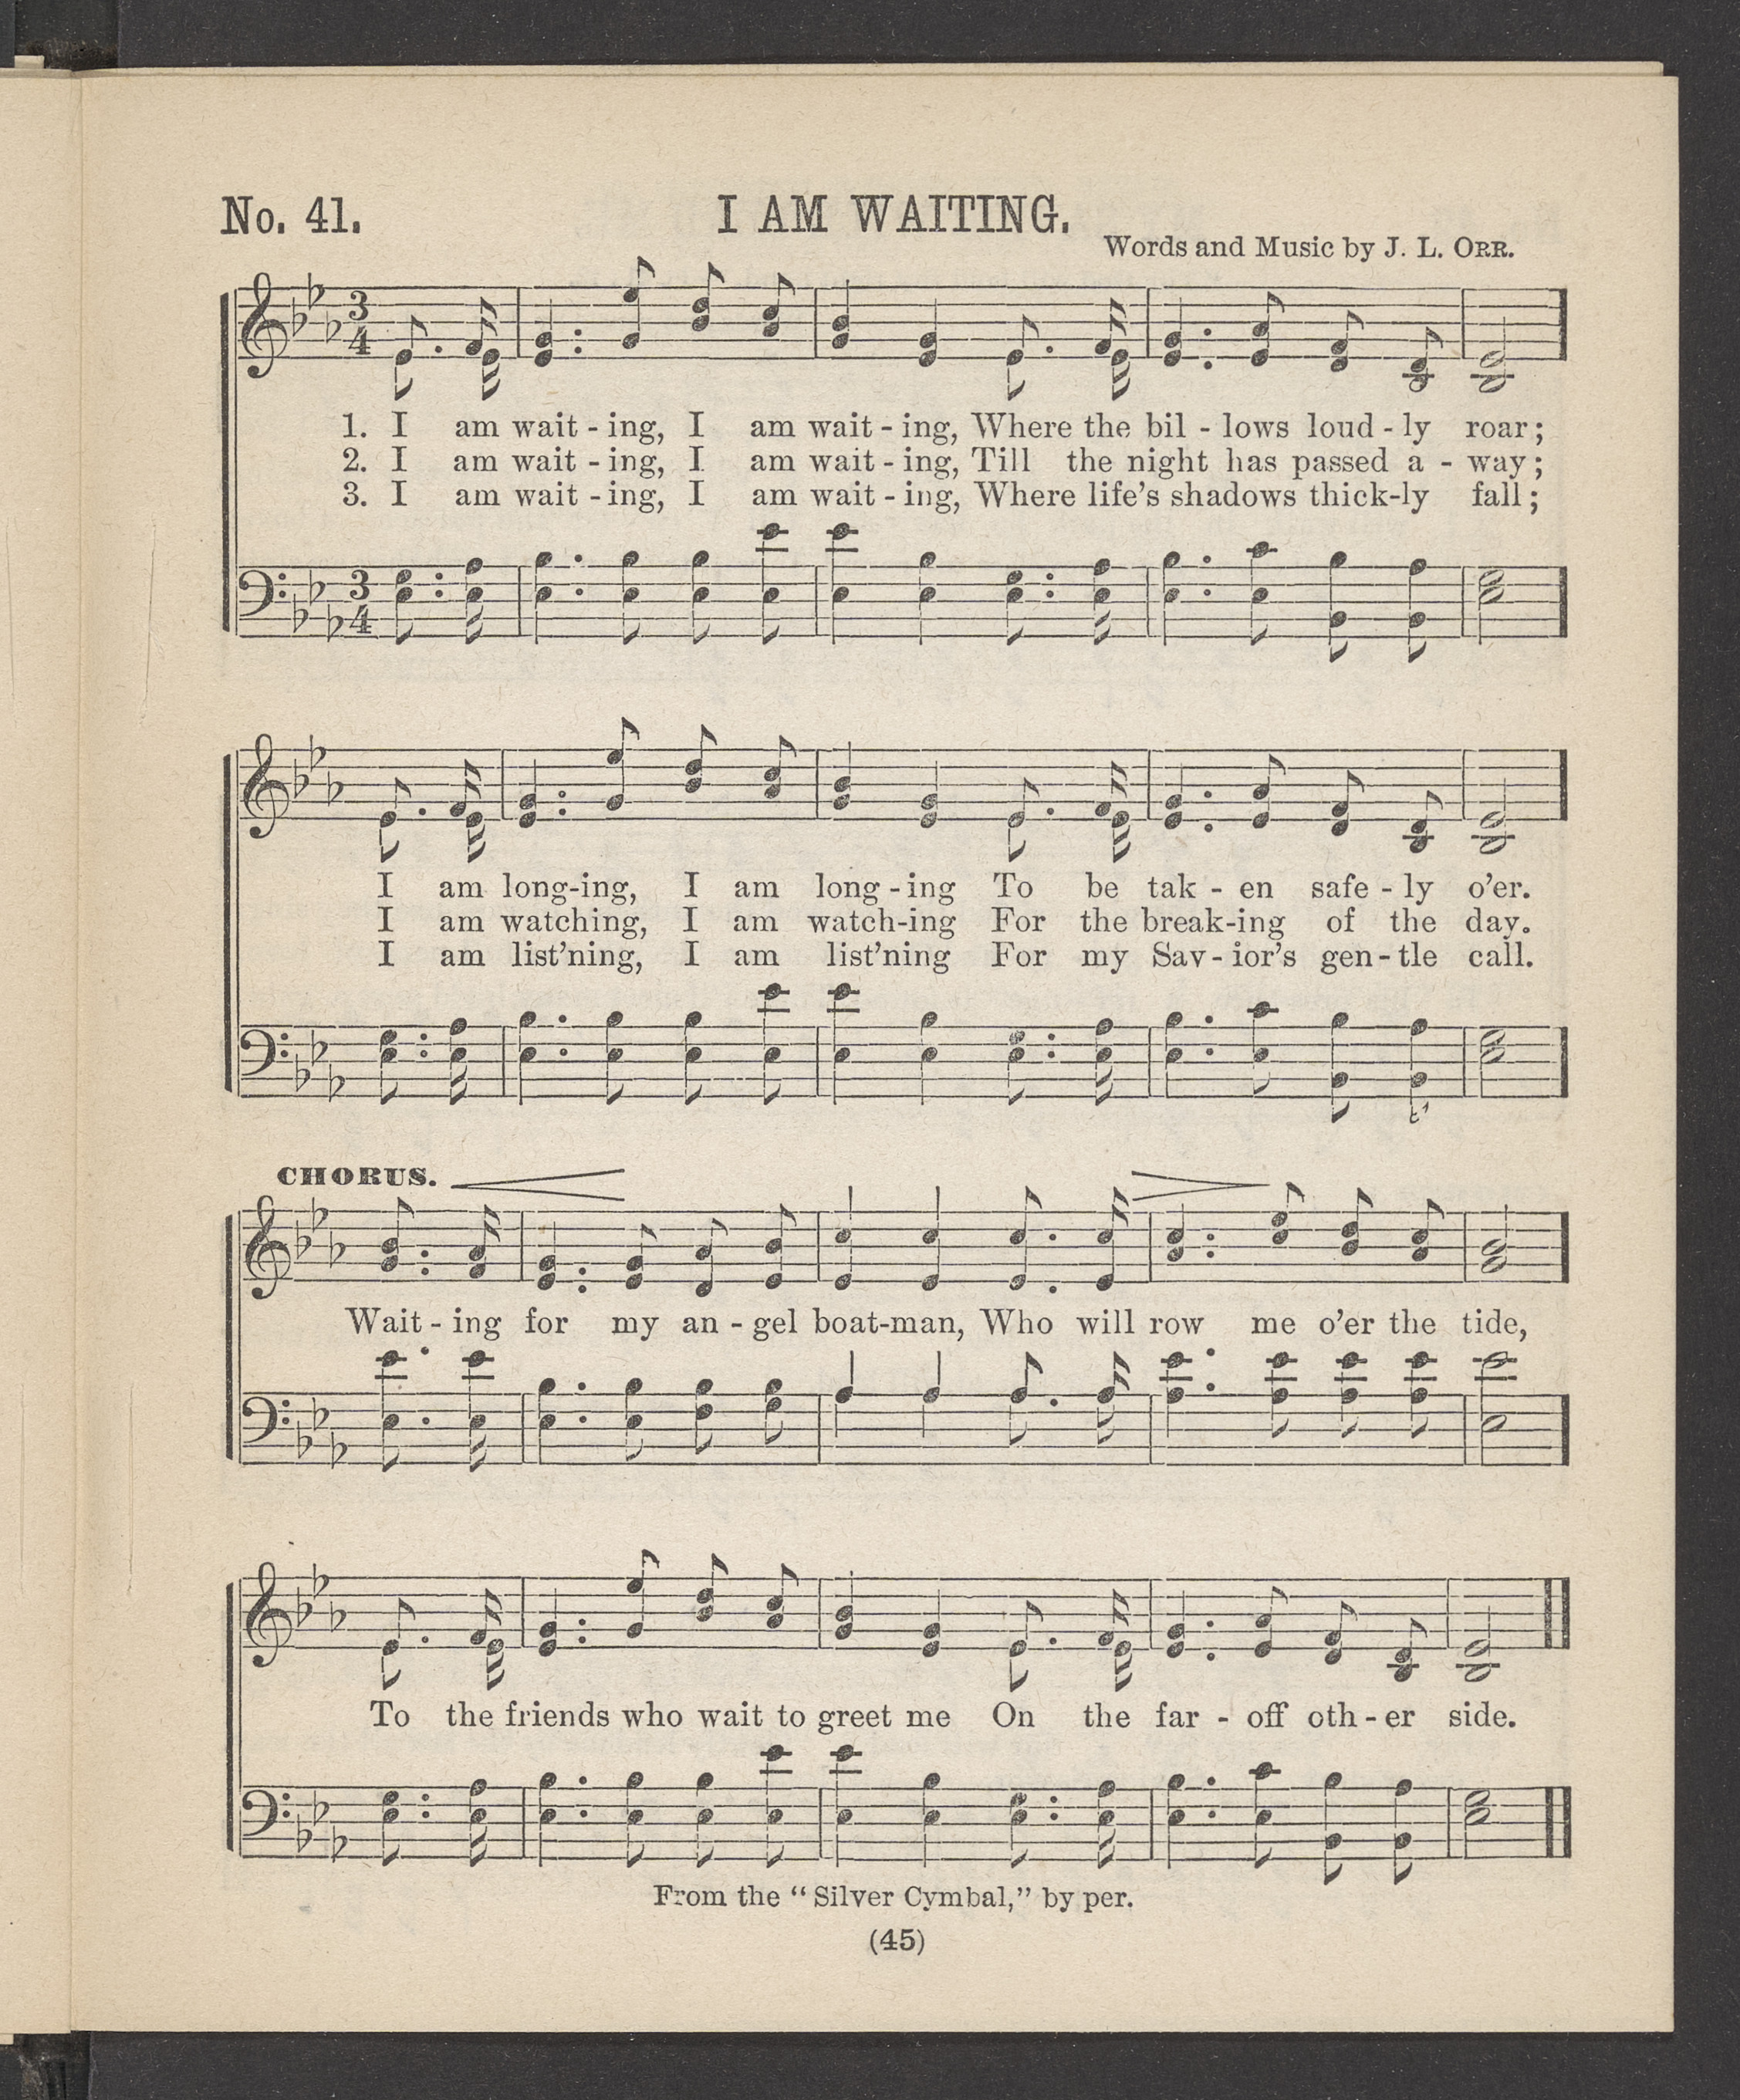 No. 41.
I AM WAITING.
Words and Music by J. L. ORR.
3
4
1. I am wait - ing, I am wait - ing, Where the bil - lows loud - ly roar;
2. I am wait - ing, I am wait - ing, Till the night has passed a - way;
3. I am wait - ing, I am wait - ing, Where life's shadows thick-ly fall;
3
4
I am long-ing, I am long - ing To be tak - en safe - ly o'er.
I am watching, I am watch-ing For the break-ing of the day.
I am list'ning, I am list'ning For my Sav - ior's gen - tle call.
CHORUS.
Wait - ing for my an - gel boat-man, Who will row me o'er the tide,
To the friends who wait to greet me On the far - off oth - er side.
From the "Silver Cymbal," by per.
(45)